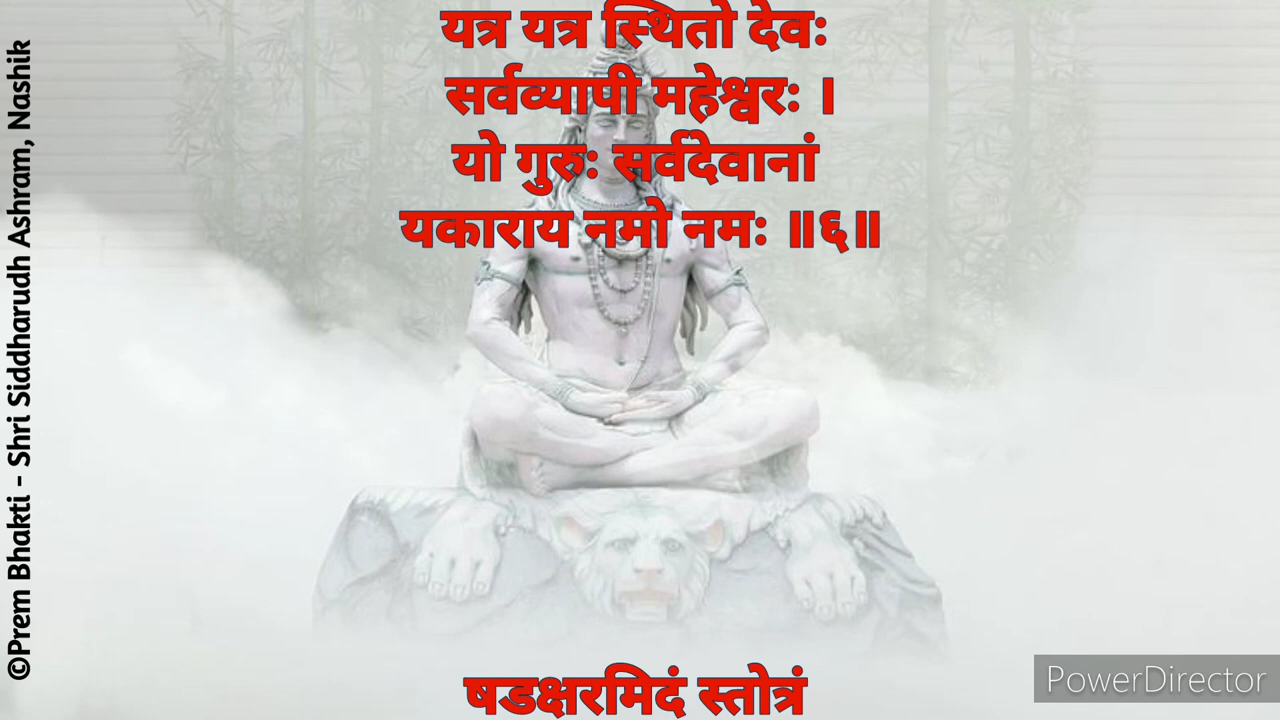 यत्र यत्र स्थितो देवः
सर्वव्यापी महेश्वरः ।
यो गुरुः सर्वदेवानां
यकाराय नमो नमः ॥६॥
षडक्षरमिदं स्तोत्रं
©Prem Bhakti - Shri Siddharudh Ashram, Nashik
PowerDirector